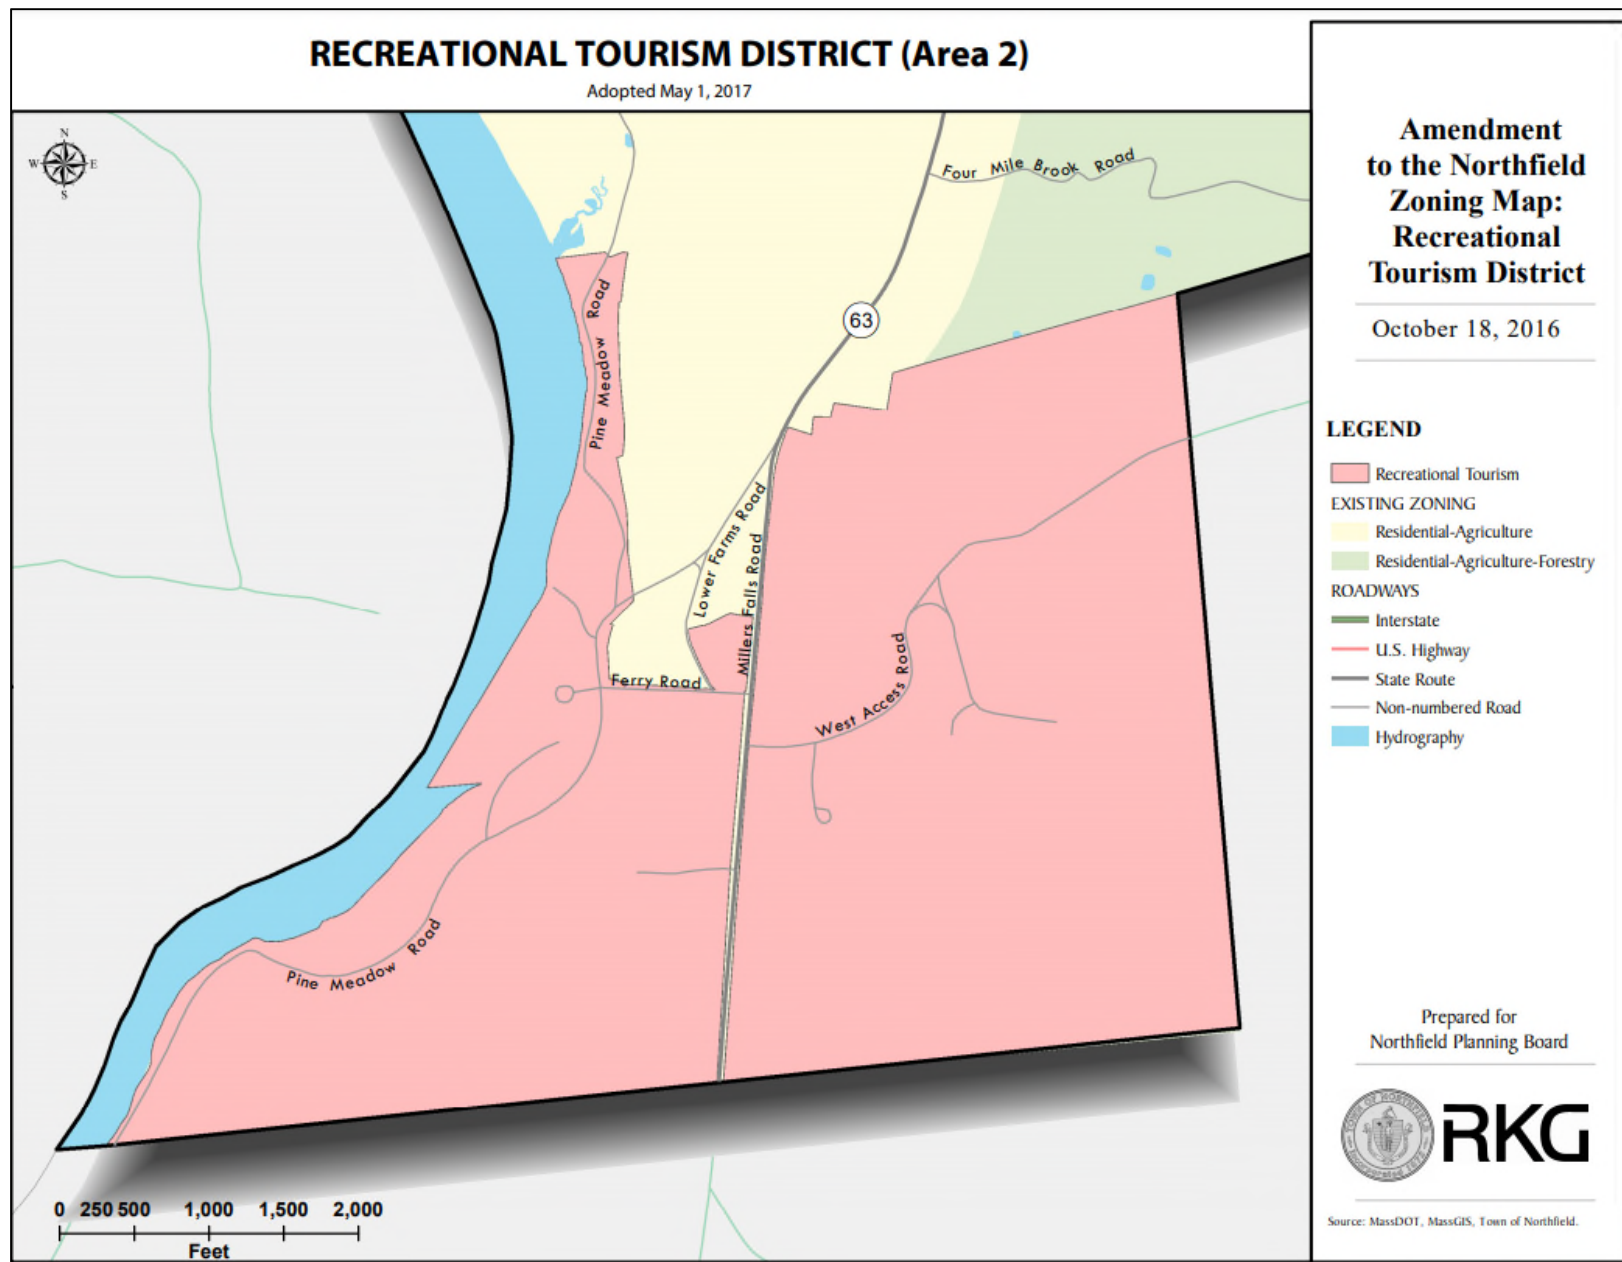 RECREATIONAL TOURISM DISTRICT (Area 2)
Adopted May 1, 2017
N
W
E
S
Four Mile Brook Road
63
Pine Meadow Road
Lower Farms Road
Millers Falls Road
Ferry Road
West Access Road
Pine Meadow Road
0 250 500 1,000 1,500 2,000
Feet
Amendment
to the Northfield
Zoning Map:
Recreational
Tourism District
October 18, 2016
LEGEND
Recreational Tourism
EXISTING ZONING
Residential-Agriculture
Residential-Agriculture-Forestry
ROADWAYS
Interstate
U.S. Highway
State Route
Non-numbered Road
Hydrography
Prepared for
Northfield Planning Board
TOWN OF NORTHFIELD
RKG
Source: MassDOT, MassGIS, Town of Northfield.